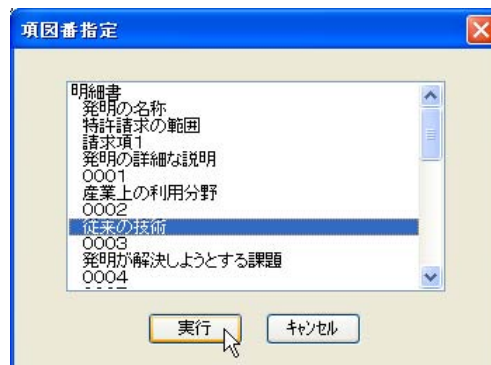 項図番指定
明細書
発明の名称
特許請求の範囲
請求項1
発明の詳細な説明
0001
産業上の利用分野
0002
従来の技術
0003
発明が解決しようとする課題
0004
実行
キャンセル